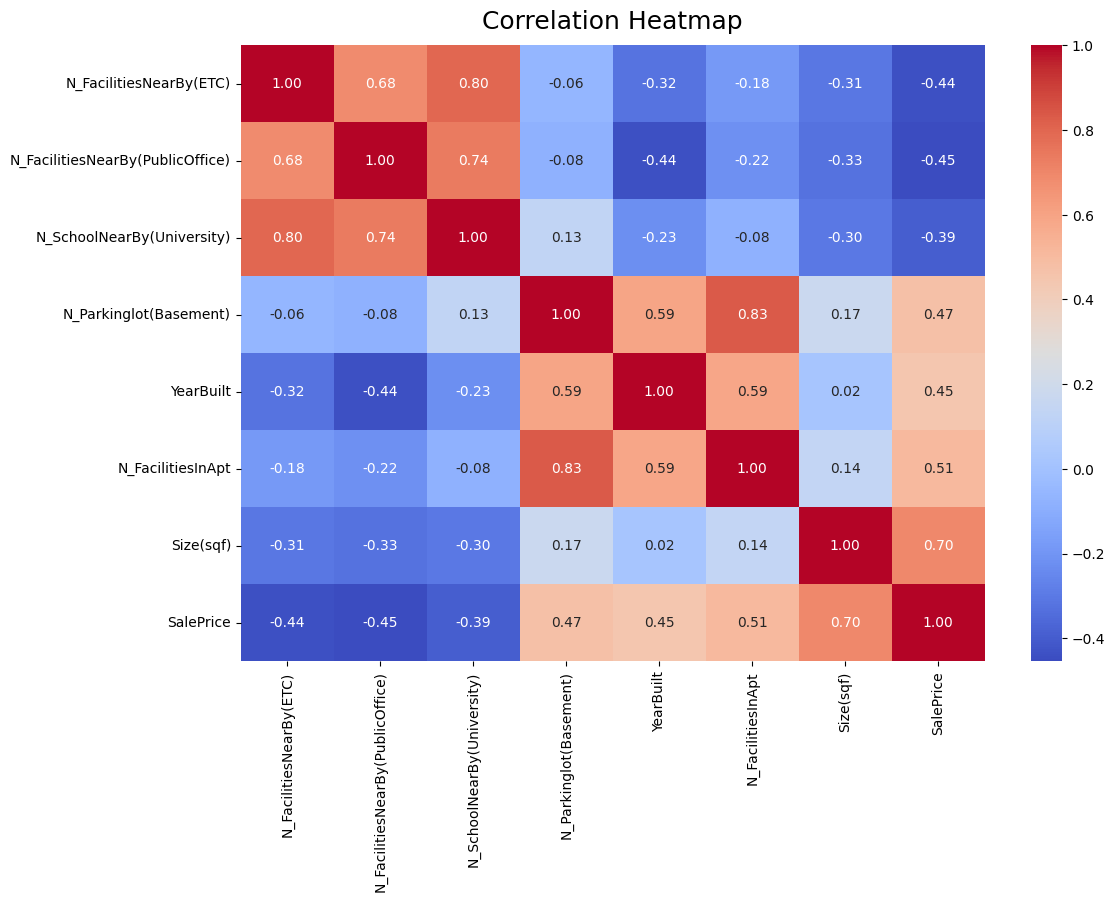 Correlation Heatmap
N_FacilitiesNearBy(ETC) 1.00 0.68 0.80 -0.06 -0.32 -0.18 -0.31 -0.44
N_FacilitiesNearBy(PublicOffice) 0.68 1.00 0.74 -0.08 -0.44 -0.22 -0.33 -0.45
N_SchoolNearBy(University) 0.80 0.74 1.00 0.13 -0.23 -0.08 -0.30 -0.39
N_Parkinglot(Basement) -0.06 -0.08 0.13 1.00 0.59 0.83 0.17 0.47
YearBuilt -0.32 -0.44 -0.23 0.59 1.00 0.59 0.02 0.45
N_FacilitiesInApt -0.18 -0.22 -0.08 0.83 0.59 1.00 0.14 0.51
Size(sqf) -0.31 -0.33 -0.30 0.17 0.02 0.14 1.00 0.70
SalePrice -0.44 -0.45 -0.39 0.47 0.45 0.51 0.70 1.00
N_FacilitiesNearBy(ETC)
N_FacilitiesNearBy(PublicOffice)
N_SchoolNearBy(University)
N_Parkinglot(Basement)
YearBuilt
N_FacilitiesInApt
Size(sqf)
SalePrice
1.0
0.8
0.6
0.4
0.2
0.0
−0.2
−0.4